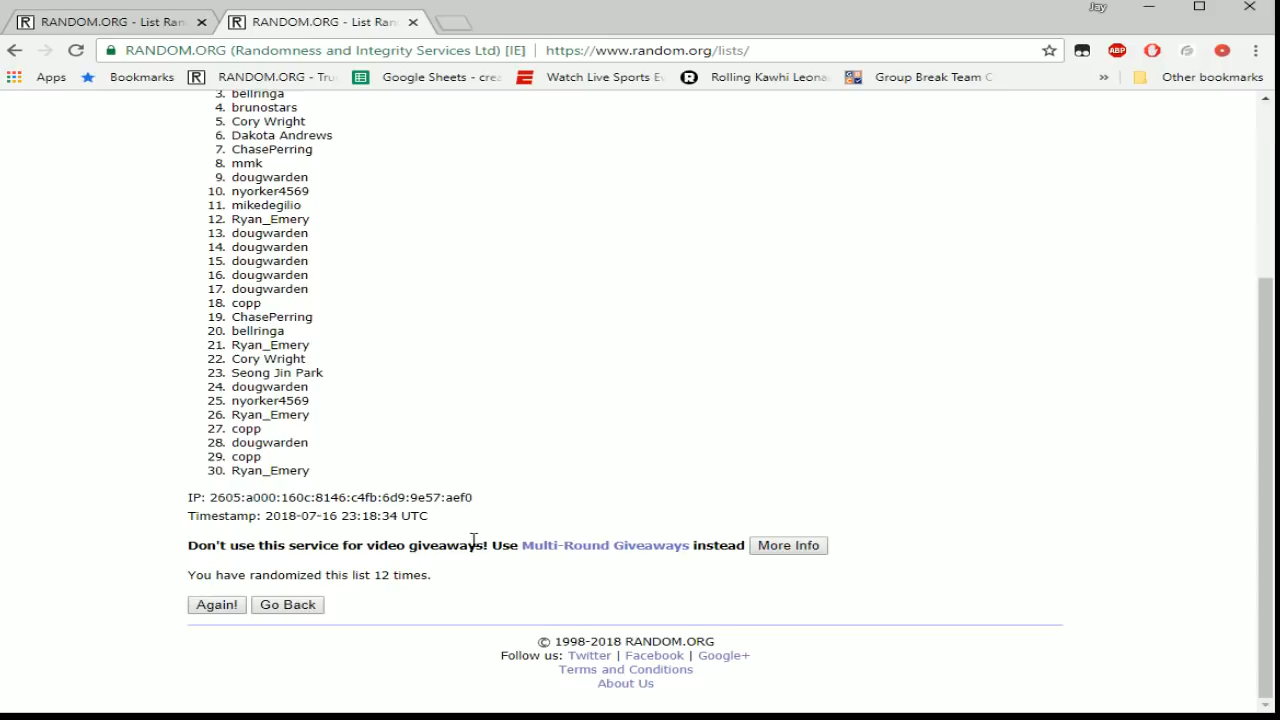 Jay
RANDOM.ORG - List Ran
RANDOM.ORG - List Ran
RANDOM.ORG (Randomness and Integrity Services Ltd) [IE]
https://www.random.org/lists/
ABP
Apps
Bookmarks
RANDOM.ORG - Tru
Google Sheets - crea
Watch Live Sports Ev
Rolling Kawhi Leona
Group Break Team C
»
Other bookmarks
3. bellringa
4. brunostars
5. Cory Wright
6. Dakota Andrews
7. ChasePerring
8. mmk
9. dougwarden
10. nyorker4569
11. mikedegilio
12. Ryan_Emery
13. dougwarden
14. dougwarden
15. dougwarden
16. dougwarden
17. dougwarden
18. copp
19. ChasePerring
20. bellringa
21. Ryan_Emery
22. Cory Wright
23. Seong Jin Park
24. dougwarden
25. nyorker4569
26. Ryan_Emery
27. copp
28. dougwarden
29. copp
30. Ryan_Emery
IP: 2605:a000:160c:8146:c4fb:6d9:9e57:aef0
Timestamp: 2018-07-16 23:18:34 UTC
Don't use this service for video giveaways! Use Multi-Round Giveaways instead More Info
You have randomized this list 12 times.
Again! Go Back
© 1998-2018 RANDOM.ORG
Follow us: Twitter | Facebook | Google+
Terms and Conditions
About Us